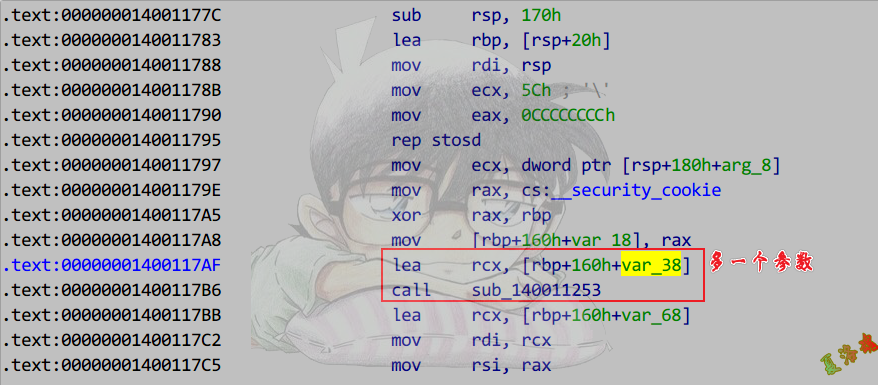 .text:000000014001177C sub rsp, 170h
.text:0000000140011783 lea rbp, [rsp+20h]
.text:0000000140011788 mov rdi, rsp
.text:000000014001178B mov ecx, 5Ch ; '\'
.text:0000000140011790 mov eax, 0CCCCCCCCh
.text:0000000140011795 rep stosd
.text:0000000140011797 mov ecx, dword ptr [rsp+180h+arg_8]
.text:000000014001179E mov rax, cs:__security_cookie
.text:00000001400117A5 xor rax, rbp
.text:00000001400117A8 mov [rbp+160h+var_18], rax
.text:00000001400117AF lea rcx, [rbp+160h+var_38] 多一个参数
.text:00000001400117B6 call sub_140011253
.text:00000001400117BB lea rcx, [rbp+160h+var_68]
.text:00000001400117C2 mov rdi, rcx
.text:00000001400117C5 mov rsi, rax